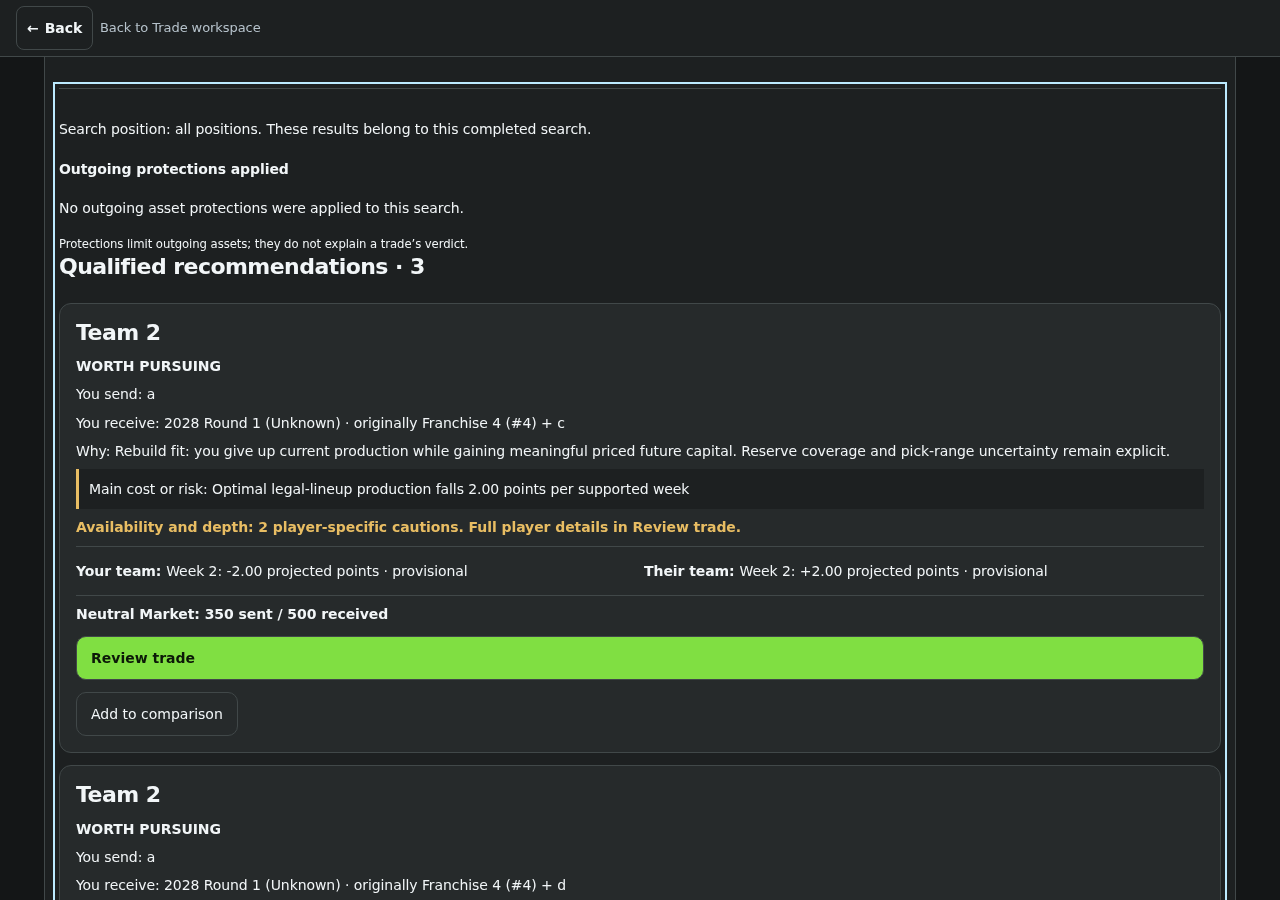 ← Back Back to Trade workspace
Search position: all positions. These results belong to this completed search.
Outgoing protections applied
No outgoing asset protections were applied to this search.
Protections limit outgoing assets; they do not explain a trade’s verdict.
Qualified recommendations · 3
Team 2
WORTH PURSUING
You send: a
You receive: 2028 Round 1 (Unknown) · originally Franchise 4 (#4) + c
Why: Rebuild fit: you give up current production while gaining meaningful priced future capital. Reserve coverage and pick-range uncertainty remain explicit.
Main cost or risk: Optimal legal-lineup production falls 2.00 points per supported week
Availability and depth: 2 player-specific cautions. Full player details in Review trade.
Your team: Week 2: -2.00 projected points · provisional Their team: Week 2: +2.00 projected points · provisional
Neutral Market: 350 sent / 500 received
Review trade
Add to comparison
Team 2
WORTH PURSUING
You send: a
You receive: 2028 Round 1 (Unknown) · originally Franchise 4 (#4) + d